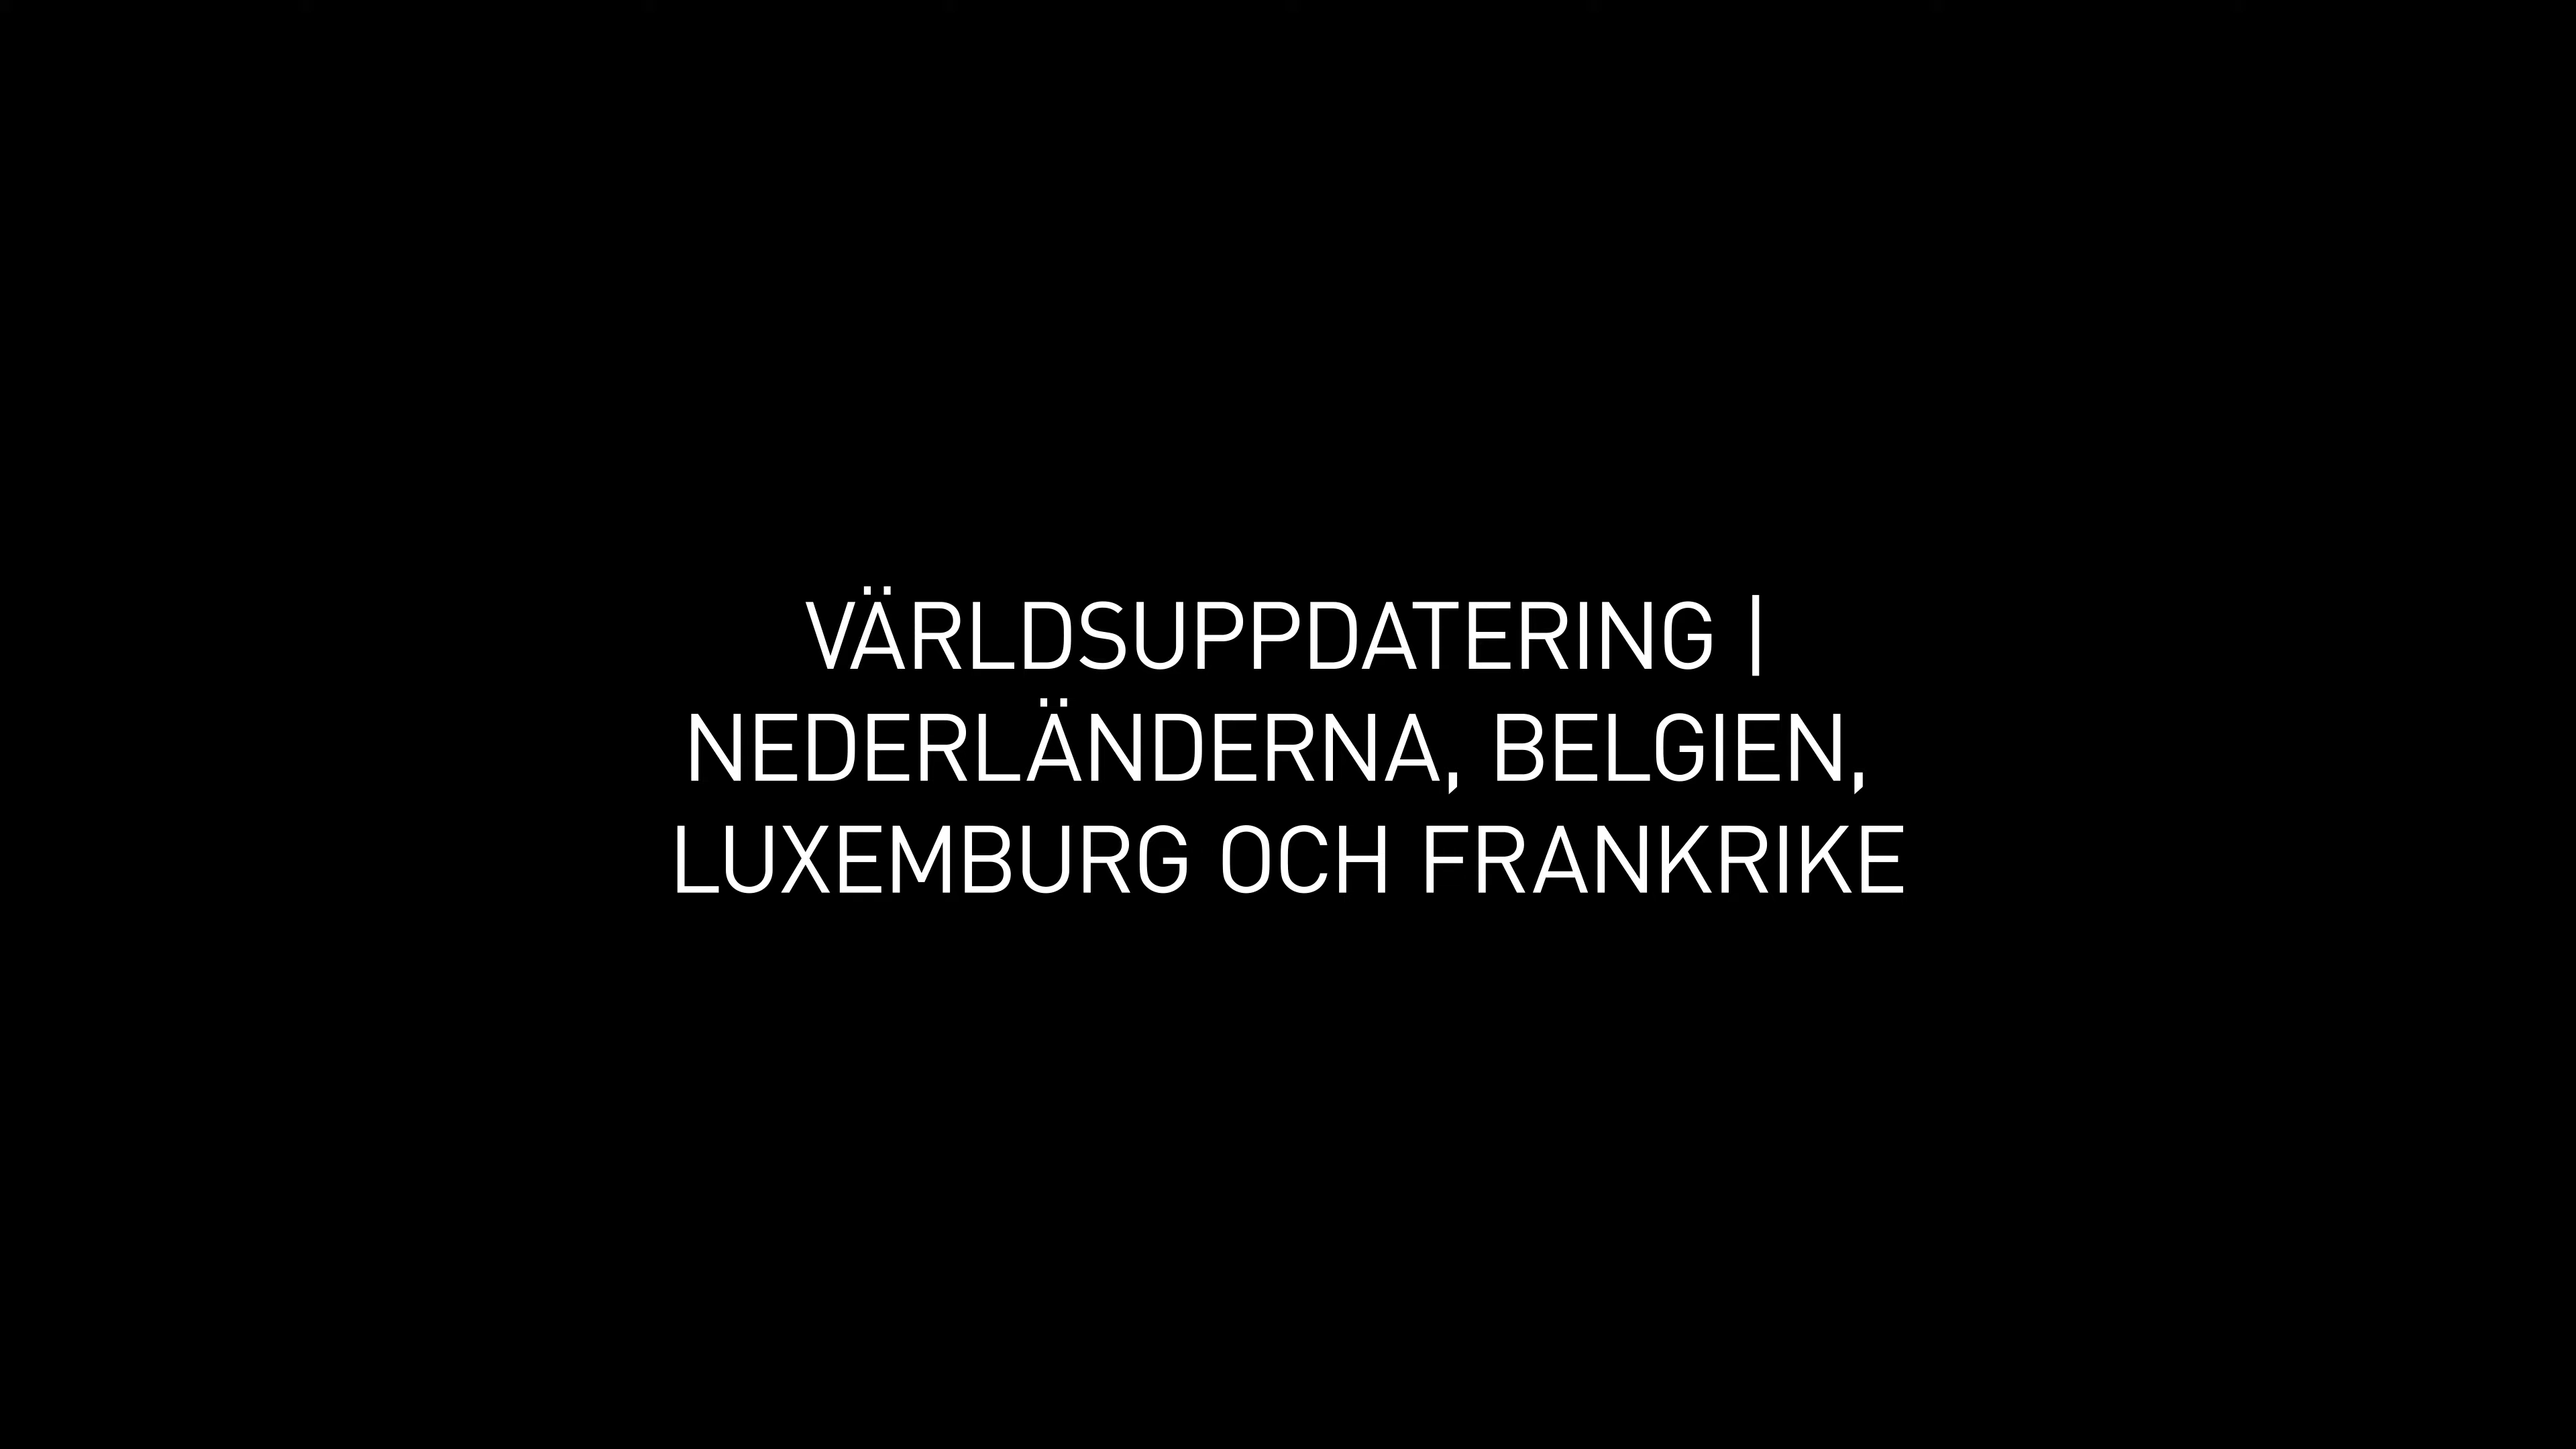 VÄRLDSUPPDATERING |
NEDERLÄNDERNA, BELGIEN,
LUXEMBURG OCH FRANKRIKE